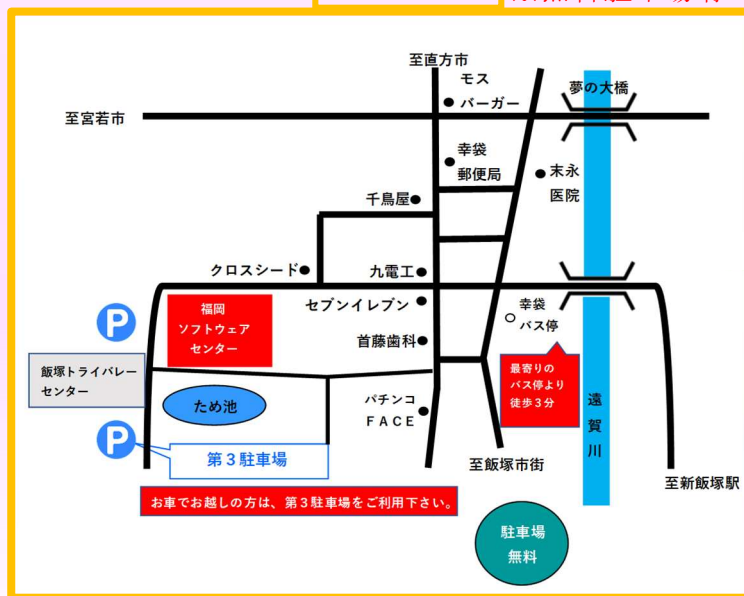 至直方市
モス
バーガー
夢の大橋
至宮若市
幸袋
郵便局
末永
医院
千鳥屋
クロスシード
九電工
福岡
ソフトウェア
センター
セブンイレブン
幸袋
バス停
P
首藤歯科
飯塚トライバレー
センター
最寄りの
バス停より
徒歩3分
ため池
パチンコ
FACE
遠賀川
P
第3駐車場
至飯塚市街
至新飯塚駅
お車でお越しの方は、第3駐車場をご利用下さい。
駐車場
無料